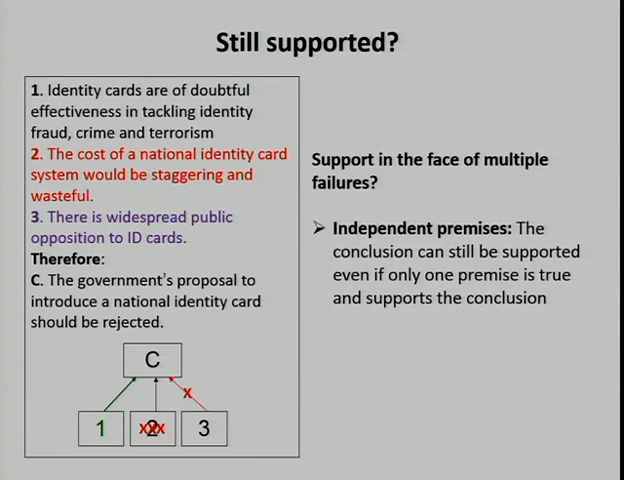 Still supported?
1. Identity cards are of doubtful
effectiveness in tackling identity
fraud, crime and terrorism
2. The cost of a national identity card
system would be staggering and
wasteful.
3. There is widespread public
opposition to ID cards.
Therefore:
C. The government's proposal to
introduce a national identity card
should be rejected.
C
x
1
2
xxx
3
Support in the face of multiple
failures?
➢ Independent premises: The
conclusion can still be supported
even if only one premise is true
and supports the conclusion